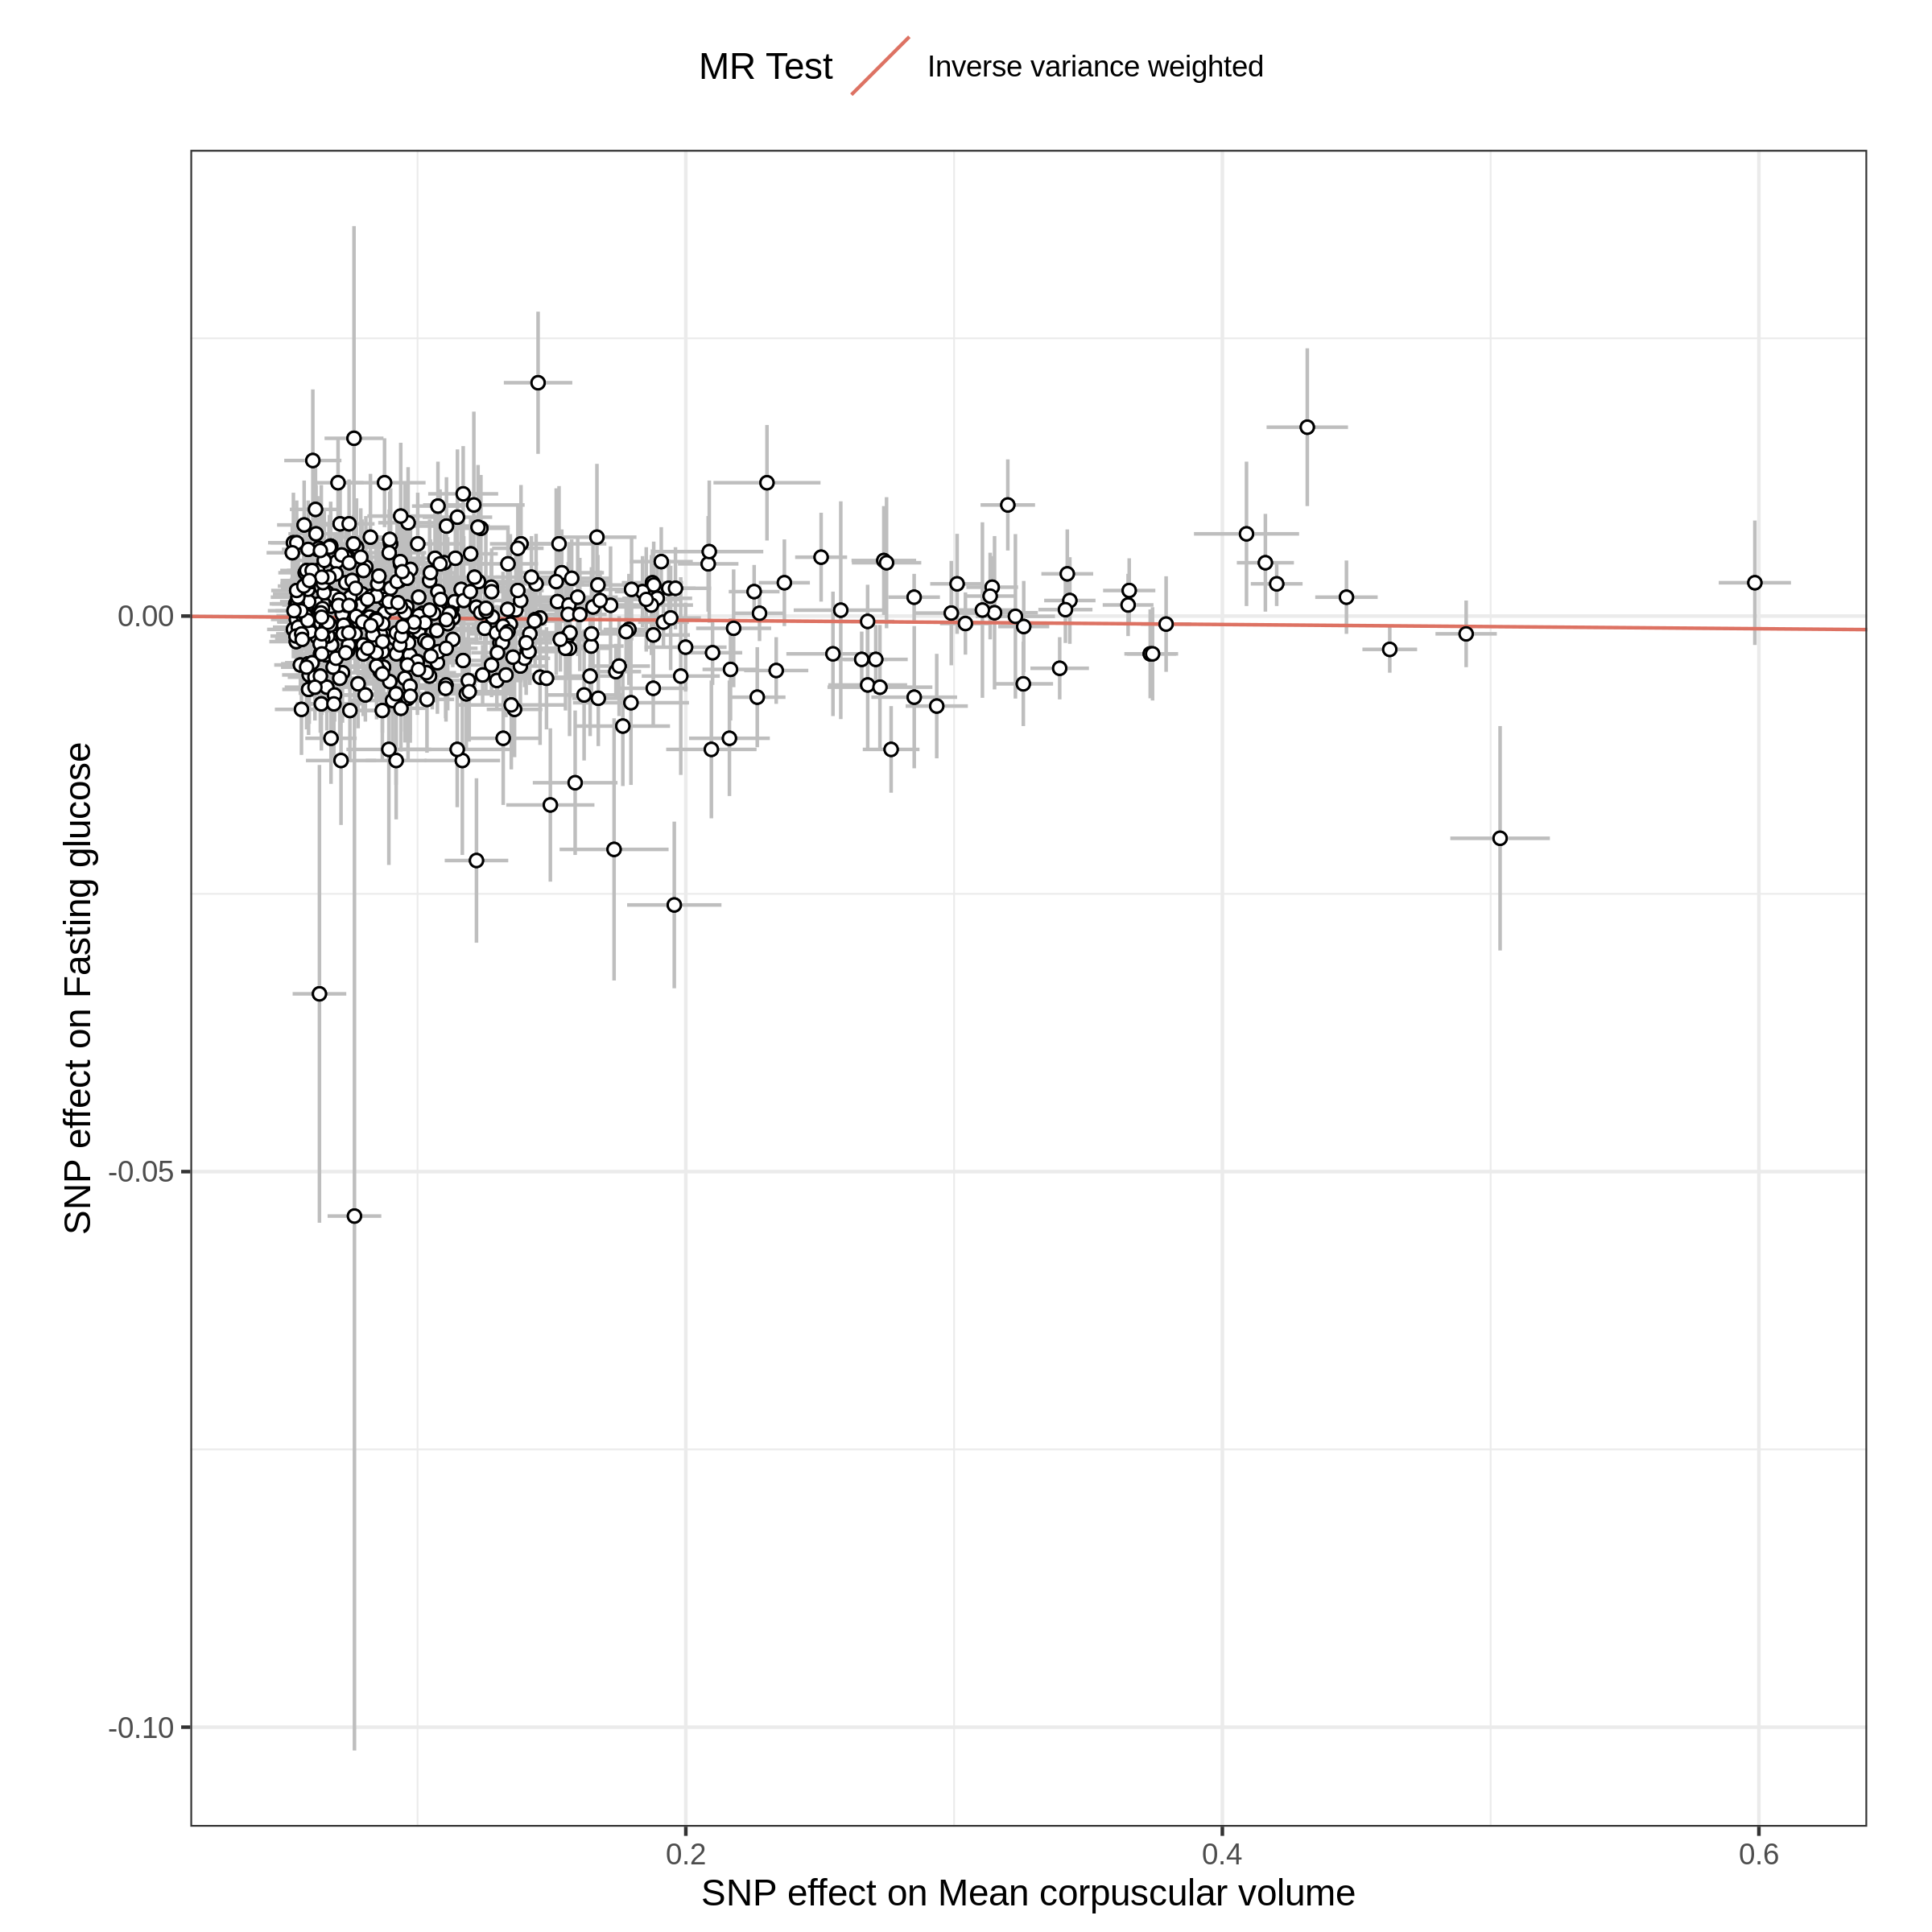 MR Test
Inverse variance weighted
SNP effect on Fasting glucose
0.00
-0.05
-0.10
0.2
0.4
0.6
SNP effect on Mean corpuscular volume